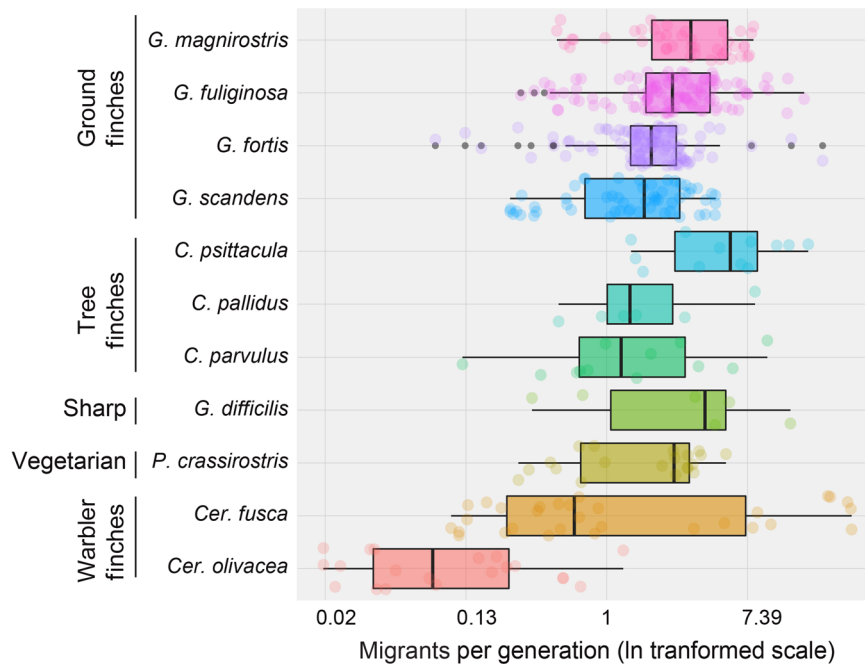 Ground
finches
G. magnirostris
G. fuliginosa
G. fortis
G. scandens
Tree
finches
C. psittacula
C. pallidus
C. parvulus
Sharp
G. difficilis
Vegetarian
P. crassirostris
Warbler
finches
Cer. fusca
Cer. olivacea
0.02 0.13 1 7.39
Migrants per generation (ln tranformed scale)